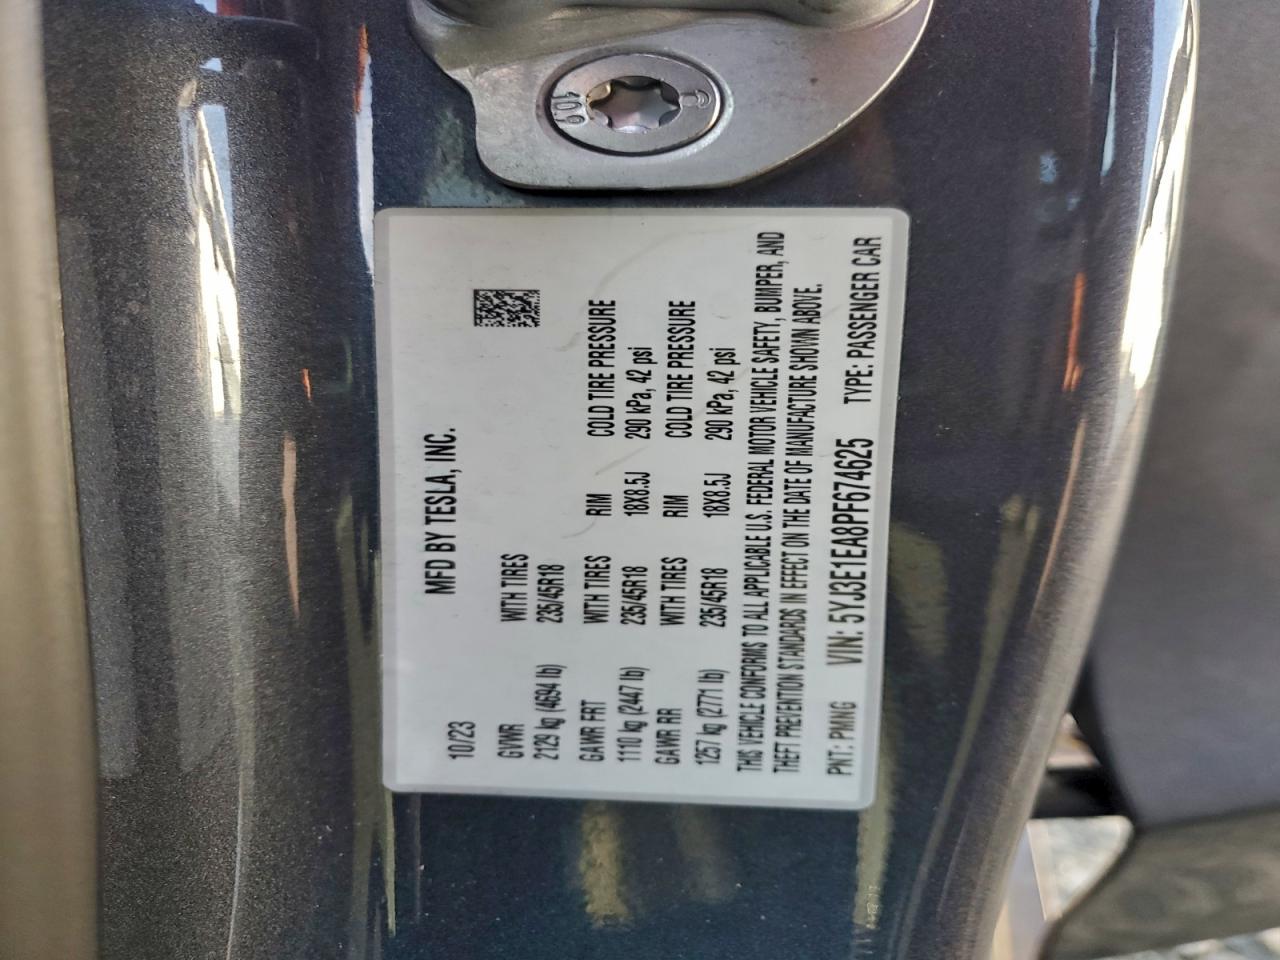 109
MFD BY TESLA, INC.
10/23
GVWR WITH TIRES
2129 kg (4694 lb) 235/45R18
GAWR FRT WITH TIRES RIM COLD TIRE PRESSURE
1110 kg (2447 lb) 235/45R18 18X8.5J 290 kPa, 42 psi
GAWR RR WITH TIRES RIM COLD TIRE PRESSURE
1257 kg (2771 lb) 235/45R18 18X8.5J 290 kPa, 42 psi
THIS VEHICLE CONFORMS TO ALL APPLICABLE U.S. FEDERAL MOTOR VEHICLE SAFETY, BUMPER, AND
THEFT PREVENTION STANDARDS IN EFFECT ON THE DATE OF MANUFACTURE SHOWN ABOVE.
PNT: PMNG VIN: 5YJ3E1EA8PF674625 TYPE: PASSENGER CAR